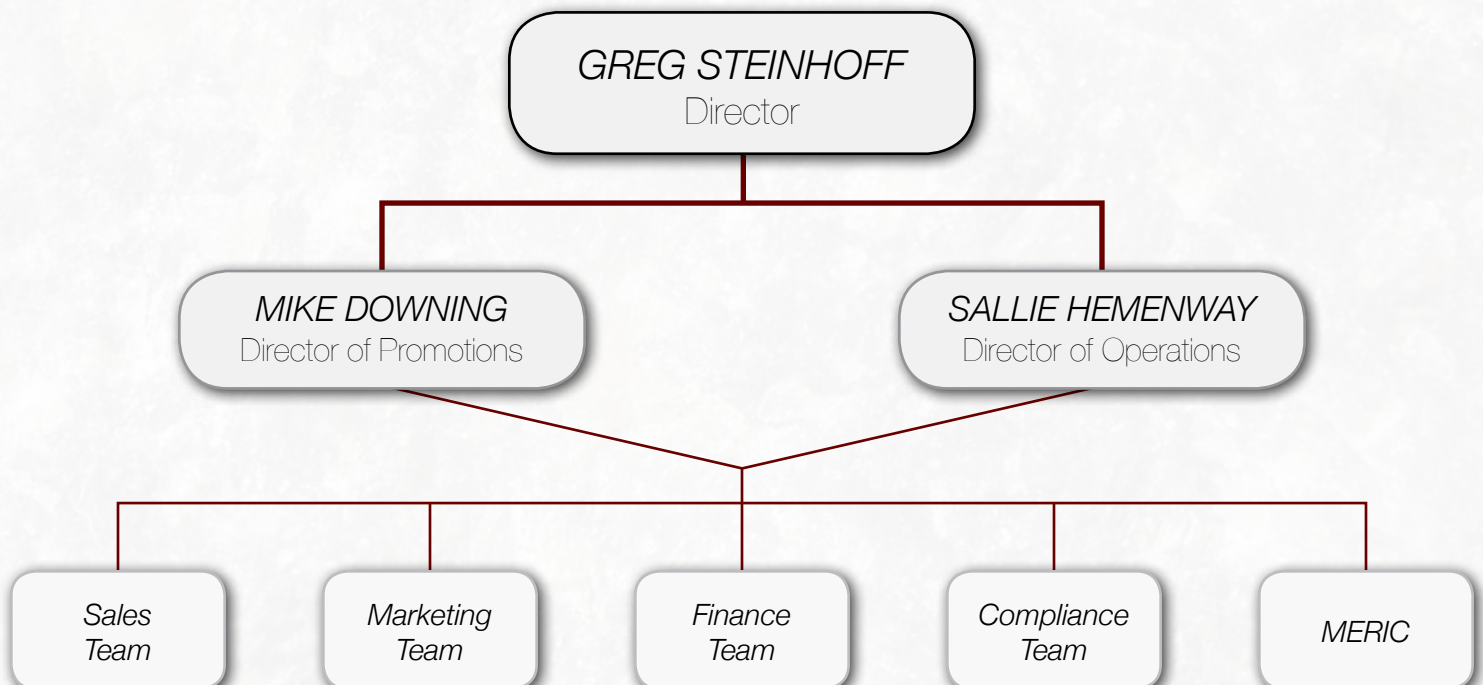 GREG STEINHOFF
Director
MIKE DOWNING
Director of Promotions
SALLIE HEMENWAY
Director of Operations
Sales
Team
Marketing
Team
Finance
Team
Compliance
Team
MERIC